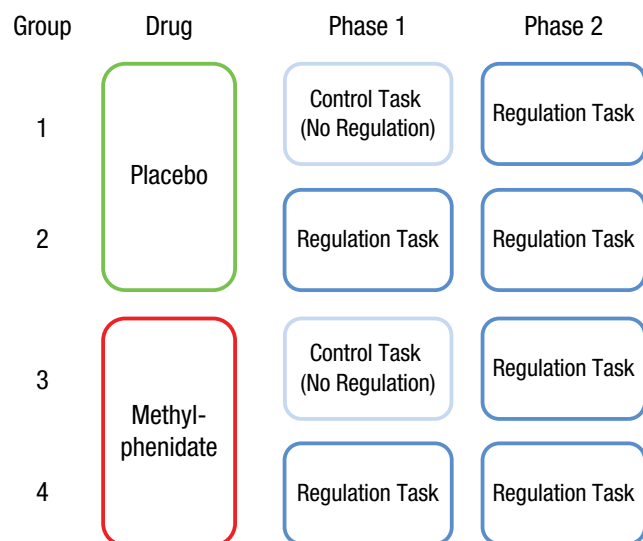 Group Drug Phase 1 Phase 2
1
Placebo
Control Task
(No Regulation)
Regulation Task
2
Regulation Task
Regulation Task
3
Methyl-
phenidate
Control Task
(No Regulation)
Regulation Task
4
Regulation Task
Regulation Task